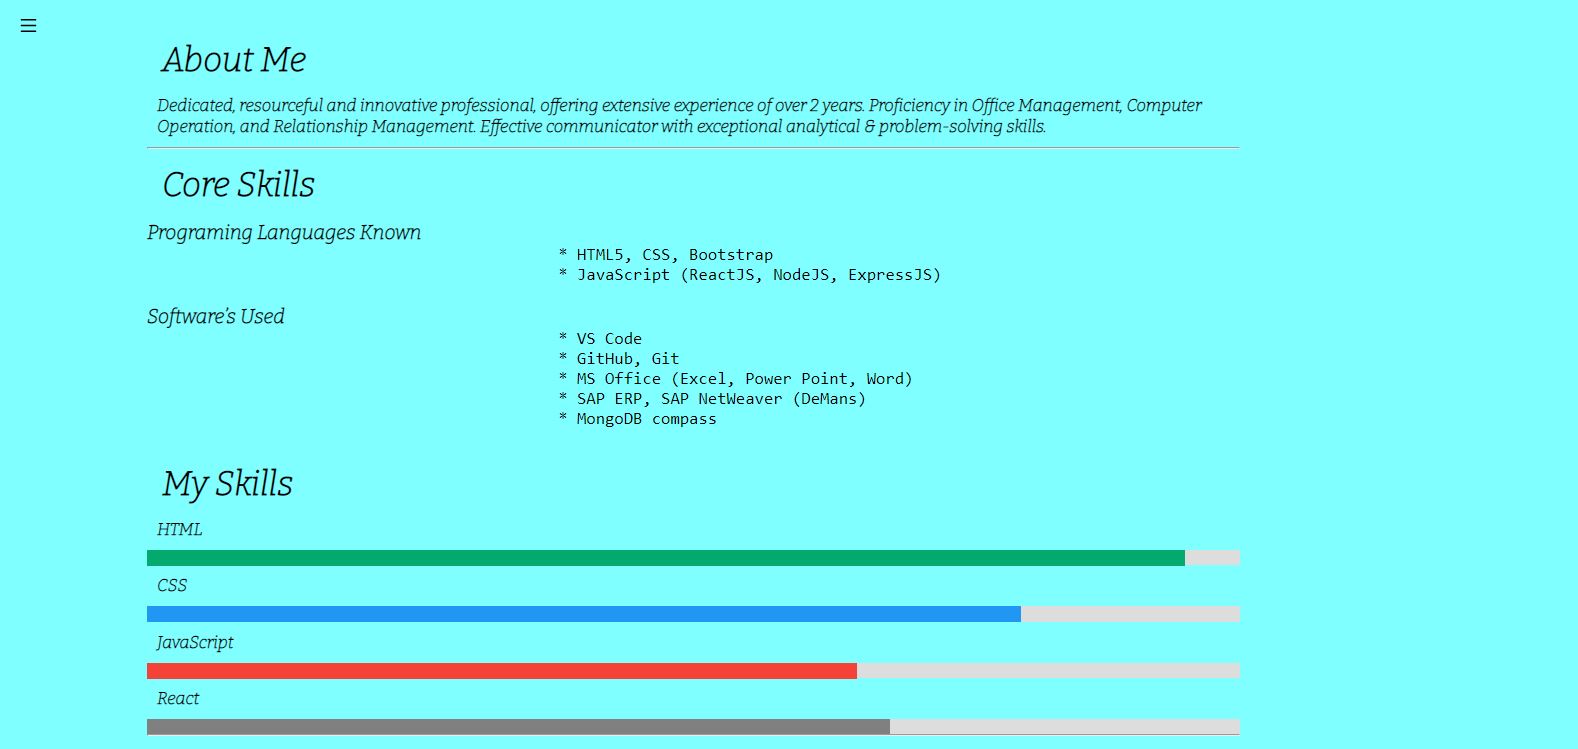 About Me
Dedicated, resourceful and innovative professional, offering extensive experience of over 2 years. Proficiency in Office Management, Computer
Operation, and Relationship Management. Effective communicator with exceptional analytical & problem-solving skills.
Core Skills
Programing Languages Known
* HTML5, CSS, Bootstrap
* JavaScript (ReactJS, NodeJS, ExpressJS)
Software's Used
* VS Code
* GitHub, Git
* MS Office (Excel, Power Point, Word)
* SAP ERP, SAP NetWeaver (DeMans)
* MongoDB compass
My Skills
HTML
CSS
JavaScript
React